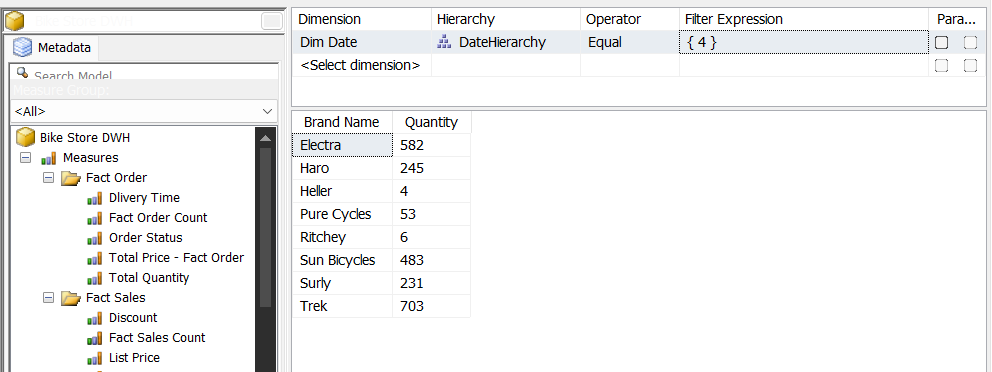 Bike Store DWH
Metadata
Search Model
Measure Group:
<All>
Bike Store DWH
Measures
Fact Order
Dlivery Time
Fact Order Count
Order Status
Total Price - Fact Order
Total Quantity
Fact Sales
Discount
Fact Sales Count
List Price
Dimension Hierarchy Operator Filter Expression Para...
Dim Date DateHierarchy Equal { 4 }
<Select dimension>
Brand Name Quantity
Electra 582
Haro 245
Heller 4
Pure Cycles 53
Ritchey 6
Sun Bicycles 483
Surly 231
Trek 703